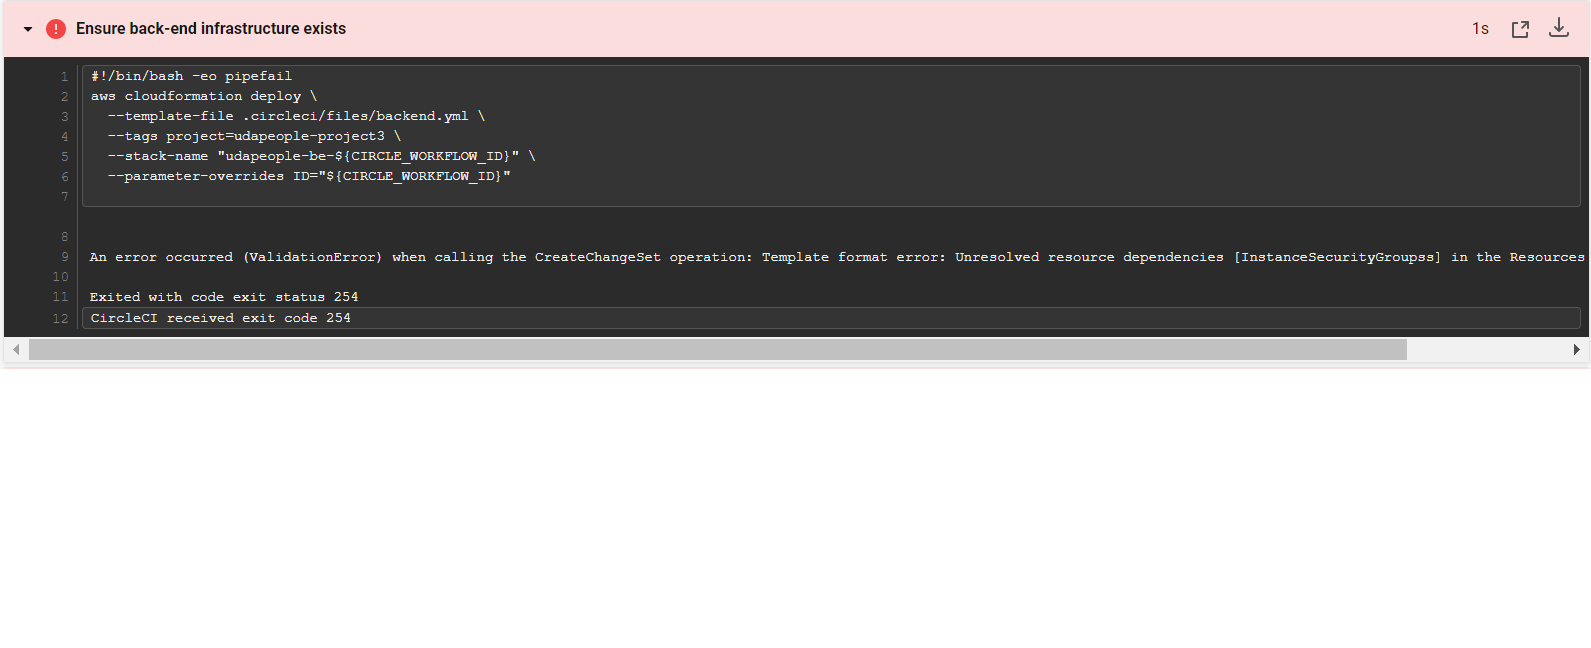 Ensure back-end infrastructure exists
1s
1 #!/bin/bash -eo pipefail
2 aws cloudformation deploy \
3 --template-file .circleci/files/backend.yml \
4 --tags project=udapeople-project3 \
5 --stack-name "udapeople-be-${CIRCLE_WORKFLOW_ID}" \
6 --parameter-overrides ID="${CIRCLE_WORKFLOW_ID}"
7
8
9 An error occurred (ValidationError) when calling the CreateChangeSet operation: Template format error: Unresolved resource dependencies [InstanceSecurityGroupss] in the Resources
10
11 Exited with code exit status 254
12 CircleCI received exit code 254